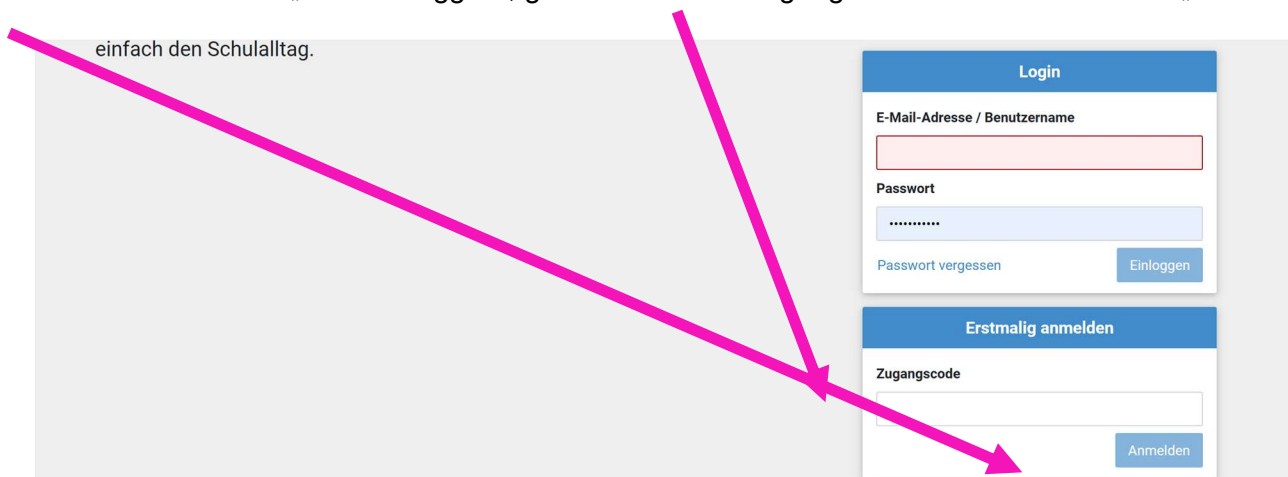 einfach den Schulalltag.
Login
E-Mail-Adresse / Benutzername
Passwort
•••••••••••
Passwort vergessen
Einloggen
Erstmalig anmelden
Zugangscode
Anmelden